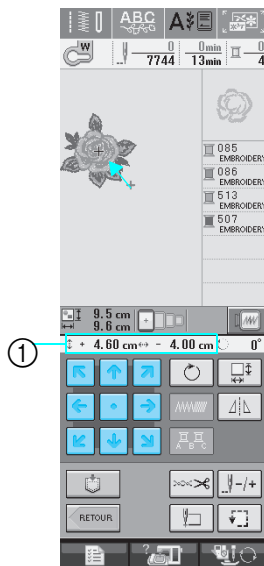 ABC
A
W
0
7744
0min
13min
0
4
085
EMBROIDERY
086
EMBROIDERY
513
EMBROIDERY
507
EMBROIDERY
9.5 cm
9.6 cm
1
+ 4.60 cm - 4.00 cm 0°
A B C
-/+
RETOUR
?